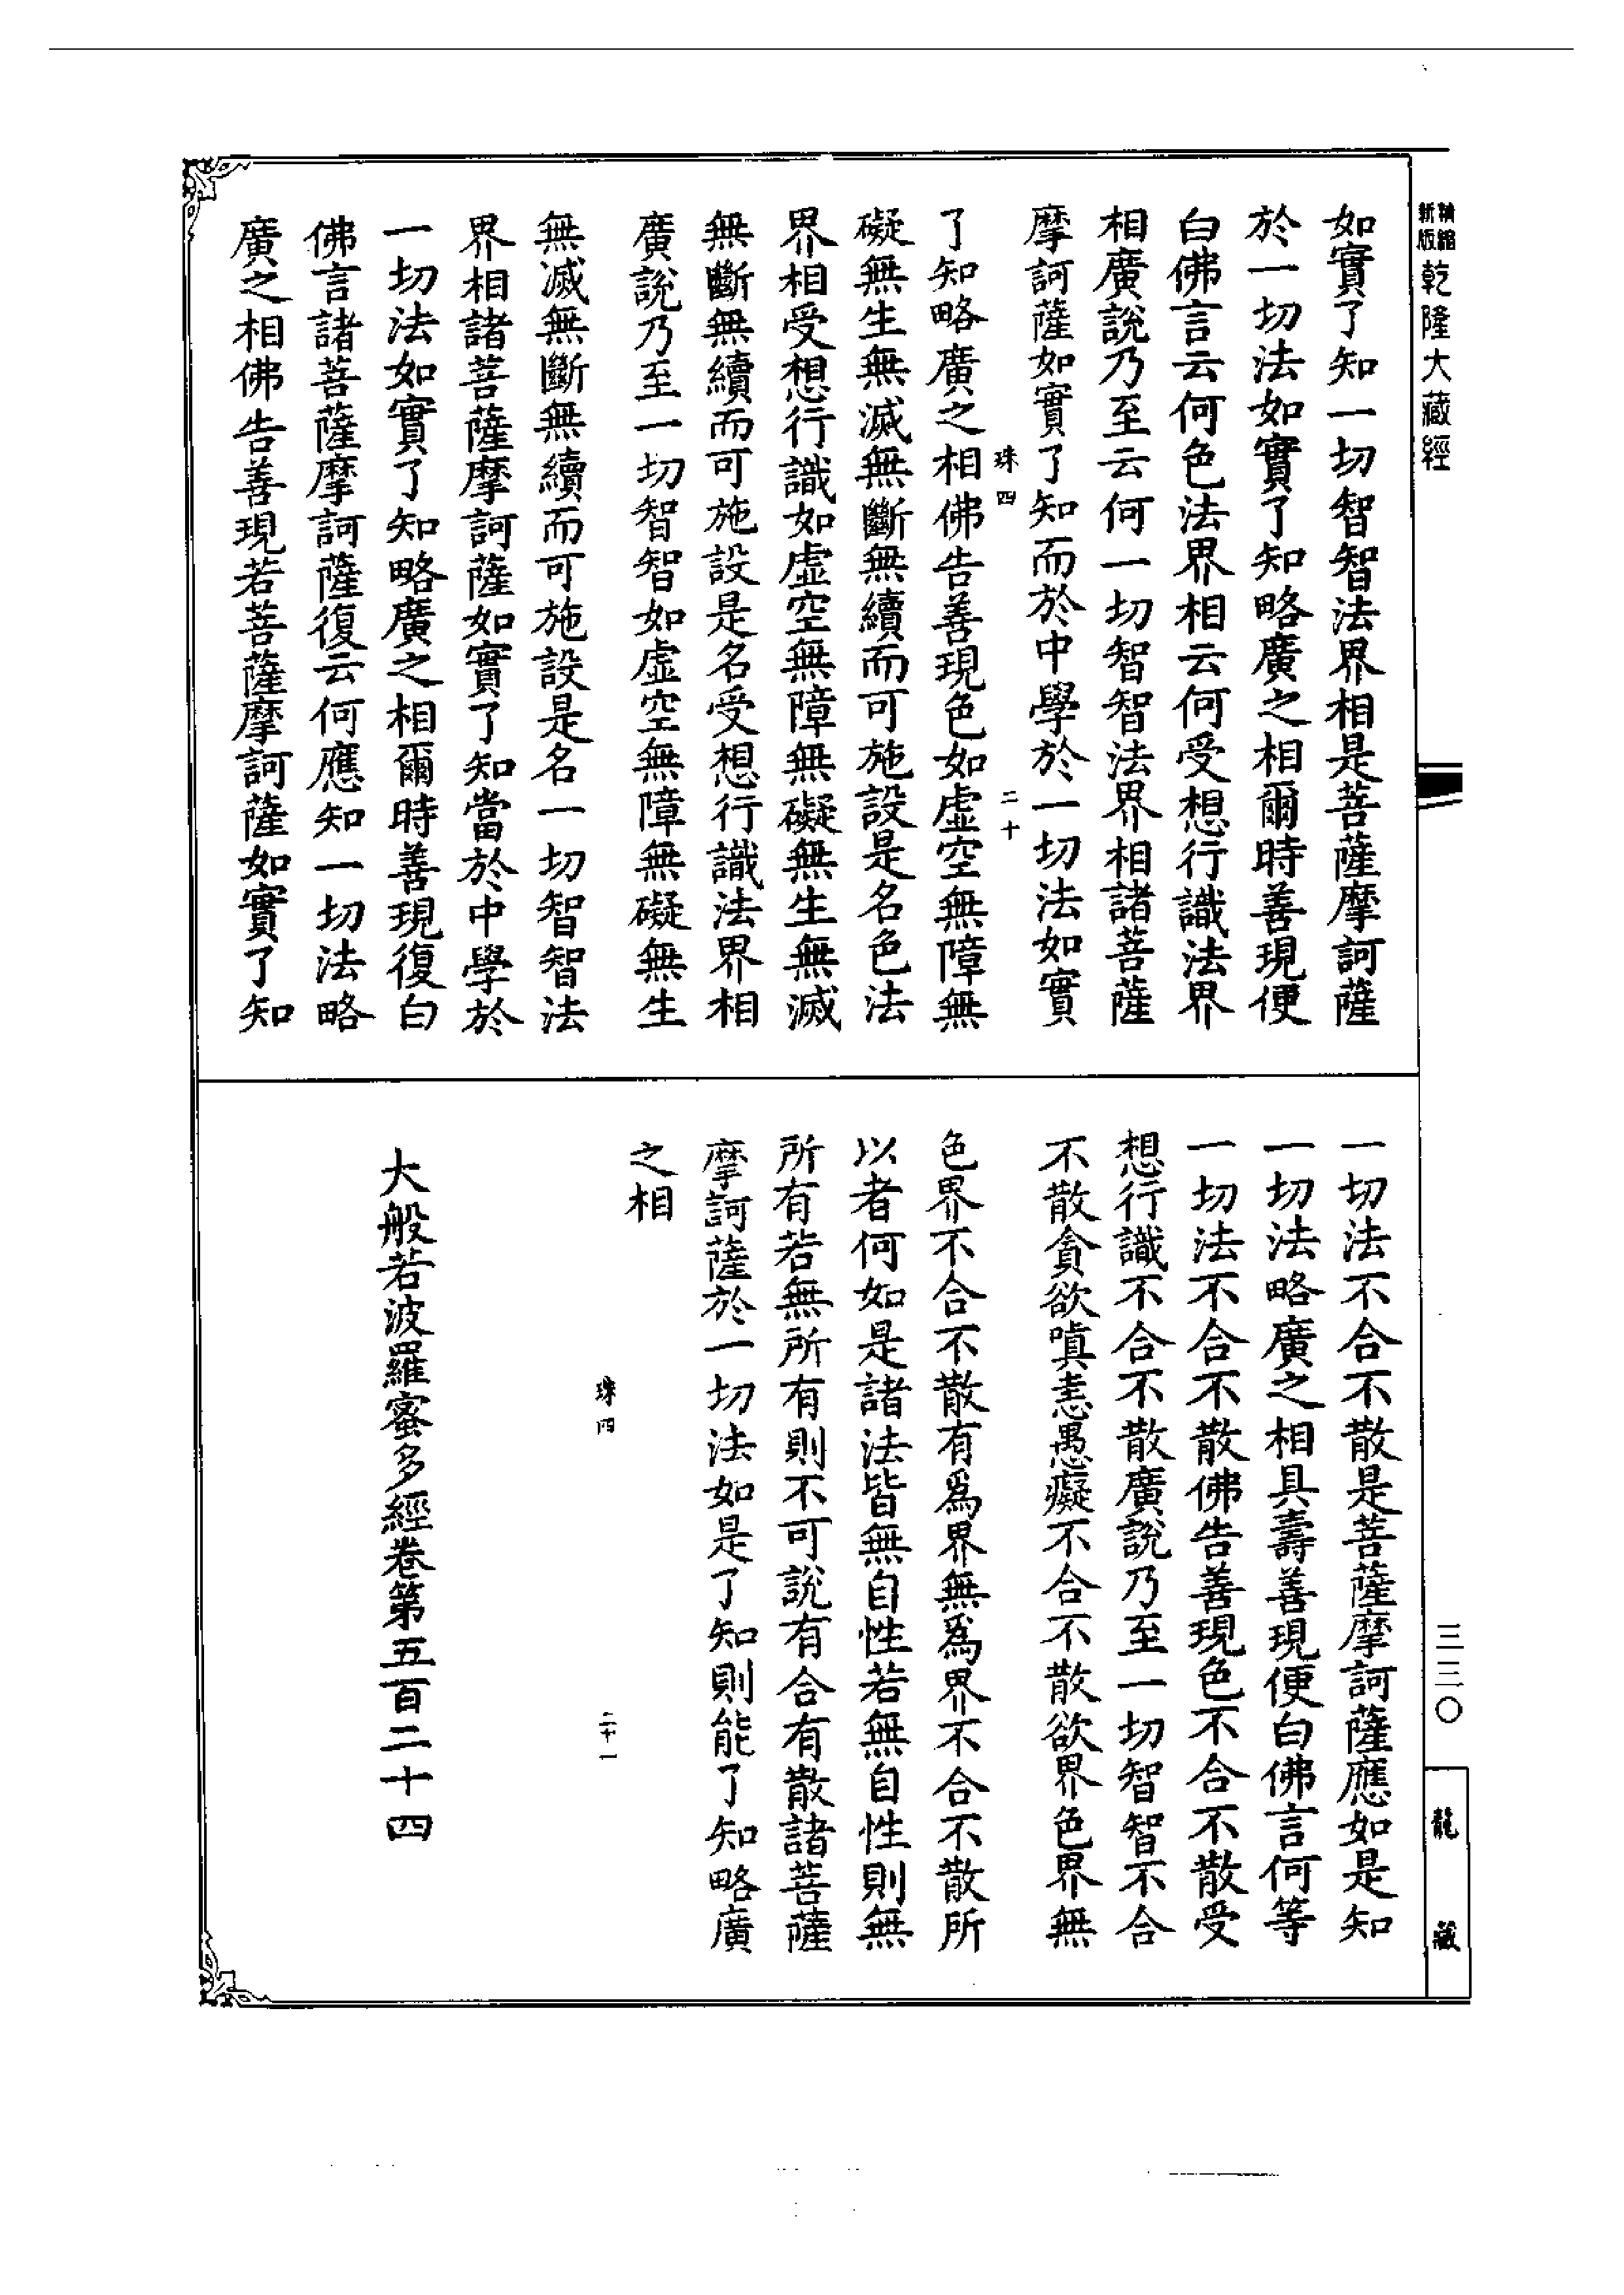 新版精縮乾隆大藏經
如實了知一切智智法界相是菩薩摩訶薩
於一切法如實了知略廣之相爾時善現便
白佛言云何色法界相云何受想行識法界
相廣說乃至云何一切智智法界相諸菩薩
摩訶薩如實了知而於中學於一切法如實
珠四 二十
了知略廣之相佛告善現色如虛空無障無
礙無生無滅無斷無續而可施設是名色法
界相受想行識如虛空無障無礙無生無滅
無斷無續而可施設是名受想行識法界相
廣說乃至一切智智如虛空無障無礙無生
無滅無斷無續而可施設是名一切智智法
界相諸菩薩摩訶薩如實了知當於中學於
一切法如實了知略廣之相爾時善現復白
佛言諸菩薩摩訶薩復云何應知一切法略
廣之相佛告善現若菩薩摩訶薩如實了知
三三〇
龍藏
一切法不合不散是菩薩摩訶薩應如是知
一切法略廣之相具壽善現便白佛言何等
一切法不合不散佛告善現色不合不散受
想行識不合不散廣說乃至一切智智不合
不散貪欲嗔恚愚癡不合不散欲界色界無
色界不合不散有爲界無爲界不合不散所
以者何如是諸法皆無自性若無自性則無
所有若無所有則不可說有合有散諸菩薩
摩訶薩於一切法如是了知則能了知略廣
之相
珠四 二十一
大般若波羅蜜多經卷第五百二十四